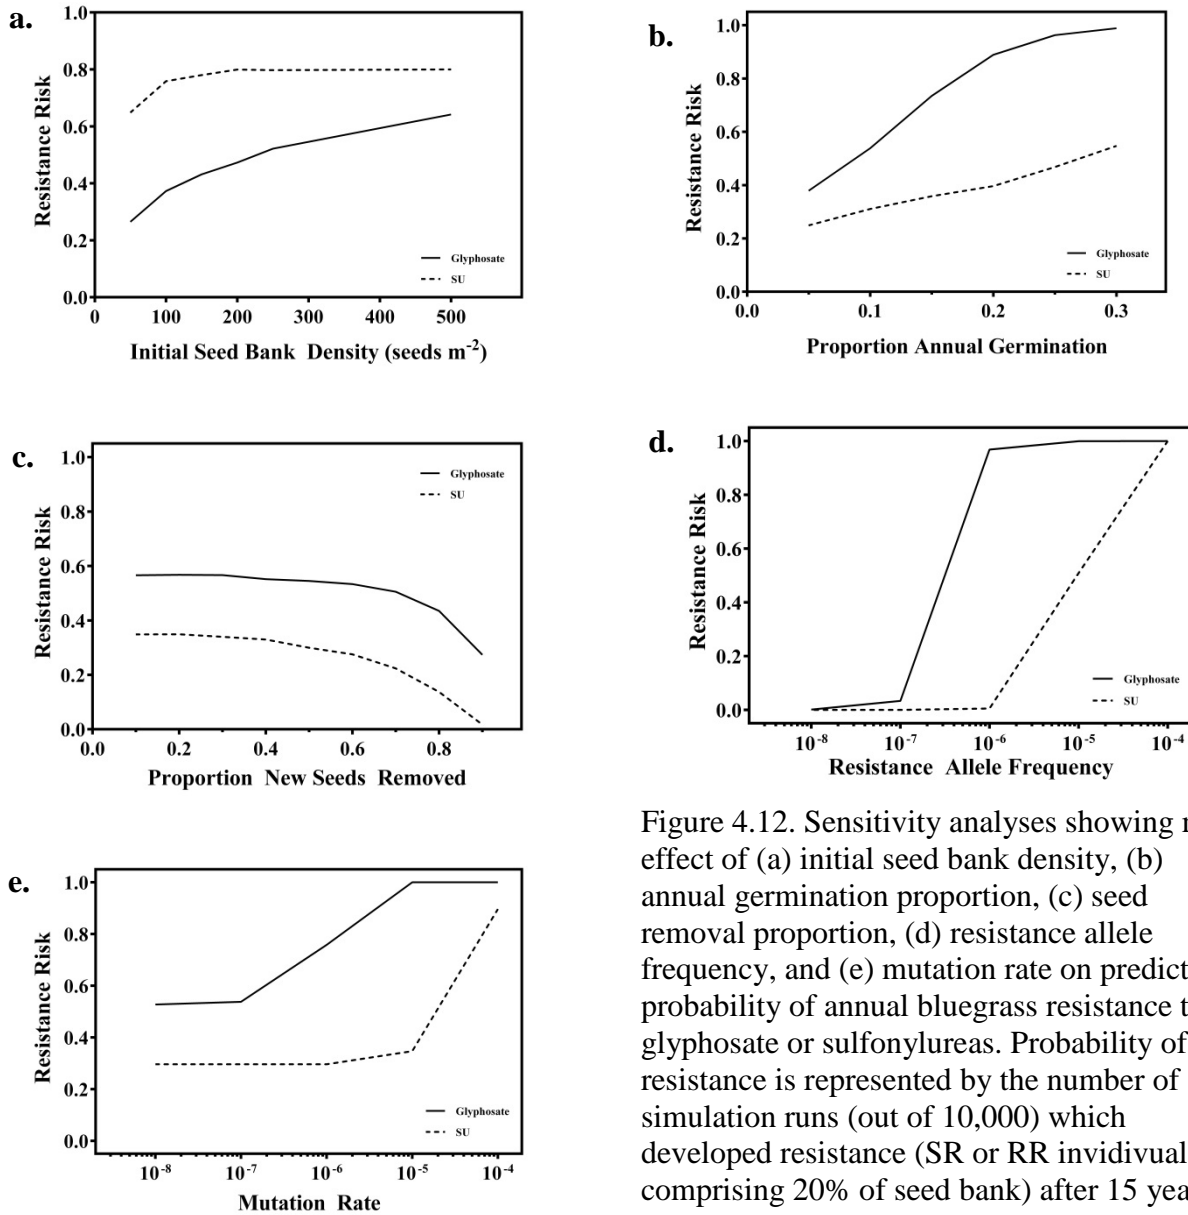 a.
1.0
0.8
0.6
0.4
0.2
0.0
Resistance Risk
Glyphosate
SU
0 100 200 300 400 500
Initial Seed Bank Density (seeds m-2)
b.
1.0
0.8
0.6
0.4
0.2
0.0
Resistance Risk
Glyphosate
SU
0.0 0.1 0.2 0.3
Proportion Annual Germination
c.
1.0
0.8
0.6
0.4
0.2
0.0
Resistance Risk
Glyphosate
SU
0.0 0.2 0.4 0.6 0.8
Proportion New Seeds Removed
d.
1.0
0.8
0.6
0.4
0.2
0.0
Resistance Risk
Glyphosate
SU
10-8 10-7 10-6 10-5 10-4
Resistance Allele Frequency
e.
1.0
0.8
0.6
0.4
0.2
0.0
Resistance Risk
Glyphosate
SU
10-8 10-7 10-6 10-5 10-4
Mutation Rate
Figure 4.12. Sensitivity analyses showing
effect of (a) initial seed bank density, (b)
annual germination proportion, (c) seed
removal proportion, (d) resistance allele
frequency, and (e) mutation rate on predict
probability of annual bluegrass resistance t
glyphosate or sulfonylureas. Probability of
resistance is represented by the number of
simulation runs (out of 10,000) which
developed resistance (SR or RR invidivual
comprising 20% of seed bank) after 15 yea